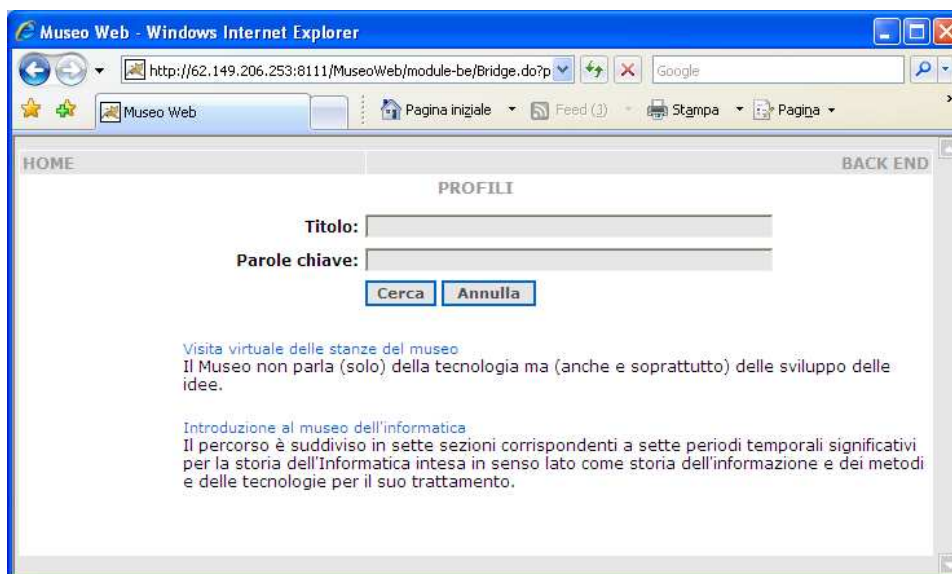 Museo Web - Windows Internet Explorer
http://62.149.206.253:8111/MuseoWeb/module-be/Bridge.do?p
Google
Museo Web
Pagina iniziale
Feed (J)
Stampa
Pagina
»
HOME
BACK END
PROFILI
Titolo:
Parole chiave:
Cerca
Annulla
Visita virtuale delle stanze del museo
Il Museo non parla (solo) della tecnologia ma (anche e soprattutto) delle sviluppo delle
idee.
Introduzione al museo dell'informatica
Il percorso è suddiviso in sette sezioni corrispondenti a sette periodi temporali significativi
per la storia dell'Informatica intesa in senso lato come storia dell'informazione e dei metodi
e delle tecnologie per il suo trattamento.